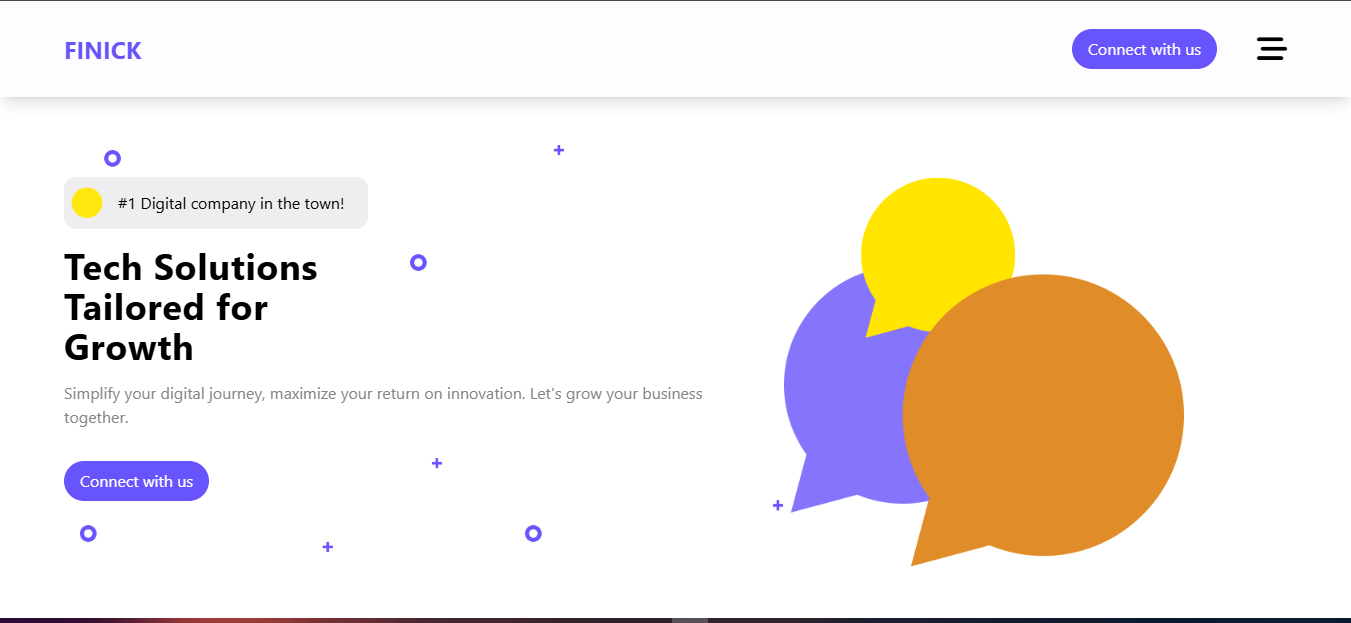 FINICK
Connect with us
#1 Digital company in the town!
Tech Solutions
Tailored for
Growth
Simplify your digital journey, maximize your return on innovation. Let's grow your business
together.
Connect with us